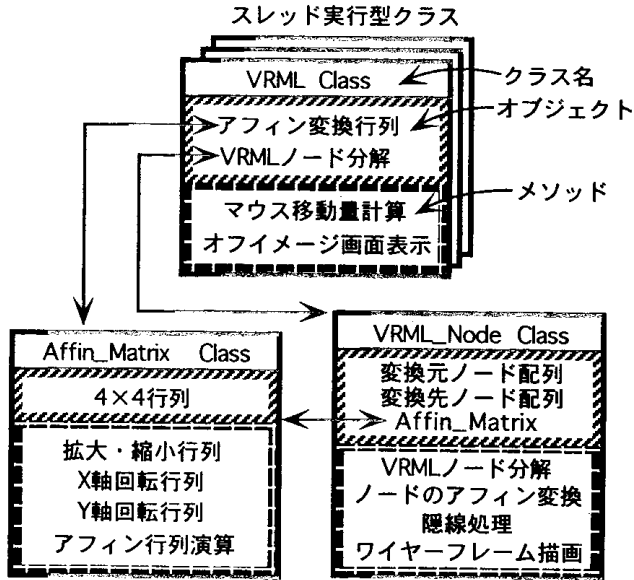 スレッド実行型クラス
VRML Class
クラス名
アフィン変換行列
オブジェクト
VRMLノード分解
メソッド
マウス移動量計算
オフイメージ画面表示
Affin_Matrix Class
4×4行列
拡大・縮小行列
X軸回転行列
Y軸回転行列
アフィン行列演算
VRML_Node Class
変換元ノード配列
変換先ノード配列
Affin_Matrix
VRMLノード分解
ノードのアフィン変換
隠線処理
ワイヤーフレーム描画